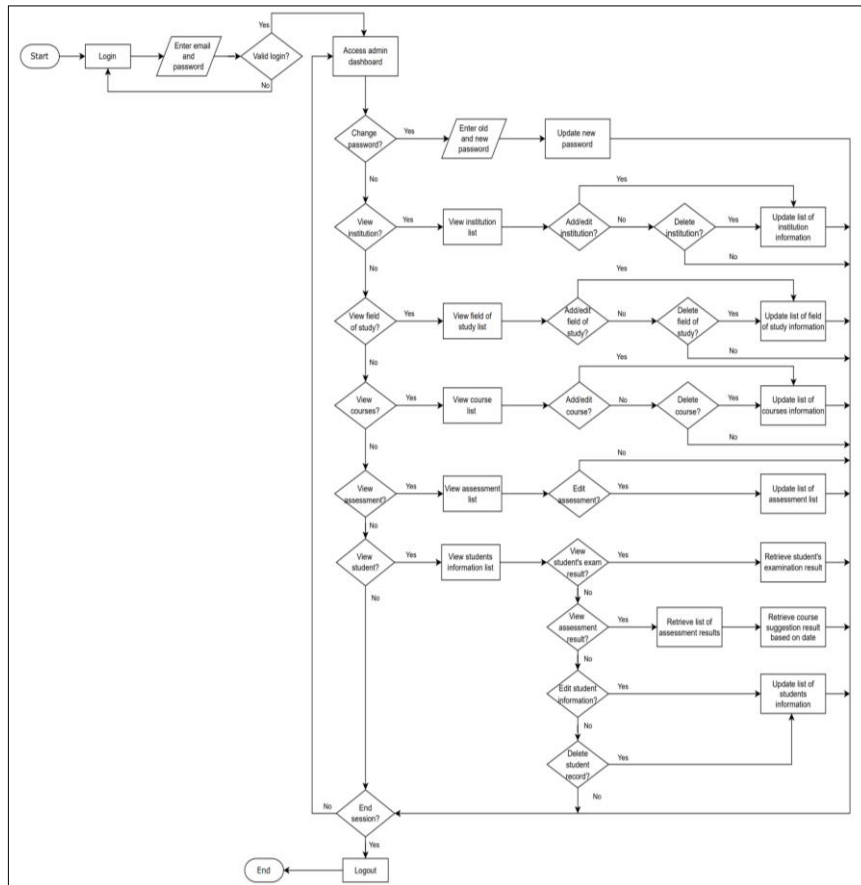 Yes
Start
Login
Enter email
and
password
Valid login?
Access admin
dashboard
No
Change
password?
Yes
Enter old
and new
password
Update new
password
No
Yes
View
institution?
Yes
View institution
list
Add/edit
institution?
No
Delete
institution?
Yes
Update list of
institution
information
No
No
Yes
View field
of study?
Yes
View field of
study list
Add/edit field
of study?
No
Delete
field of
study?
Yes
Update list of field
of study information
No
No
Yes
View
courses?
Yes
View course
list
Add/edit
course?
No
Delete
course?
Yes
Update list of
courses information
No
No
No
View
assessment?
Yes
View assessment
list
Edit
assessment?
Yes
Update list of
assessment list
No
View
student?
Yes
View students
information list
View
student's exam
result?
Yes
Retrieve student's
examination result
No
No
View
assessment
result?
Yes
Retrieve list of
assessment results
Retrieve course
suggestion result
based on date
No
Edit student
information?
Yes
Update list of
students
information
No
Delete
student
record?
Yes
No
No
End
session?
Yes
End
Logout